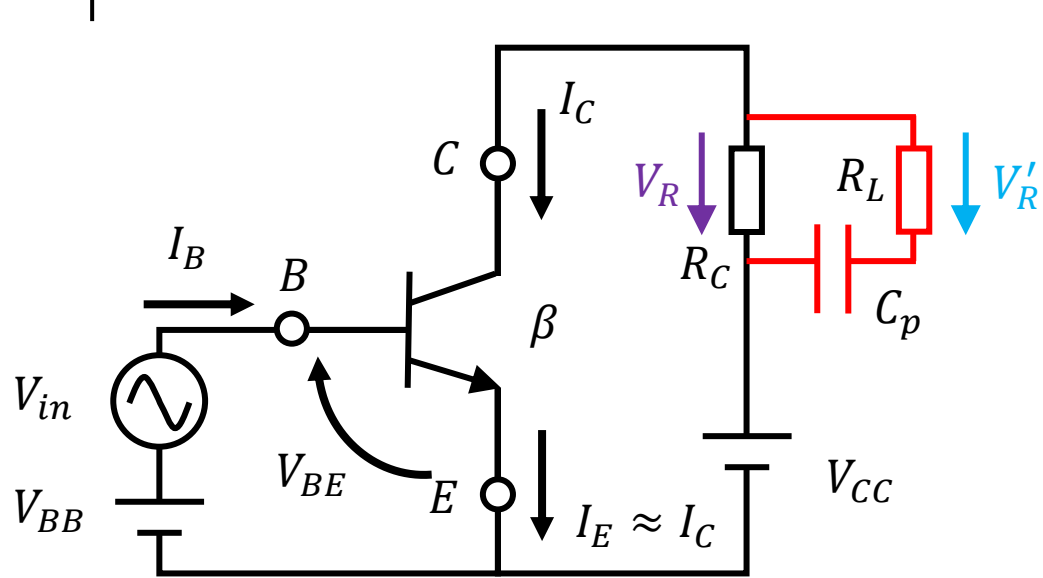 I_C
C
V_R
R_L
V'_R
I_B
B
R_C
β
C_p
V_in
V_BE
E
V_CC
V_BB
I_E ≈ I_C